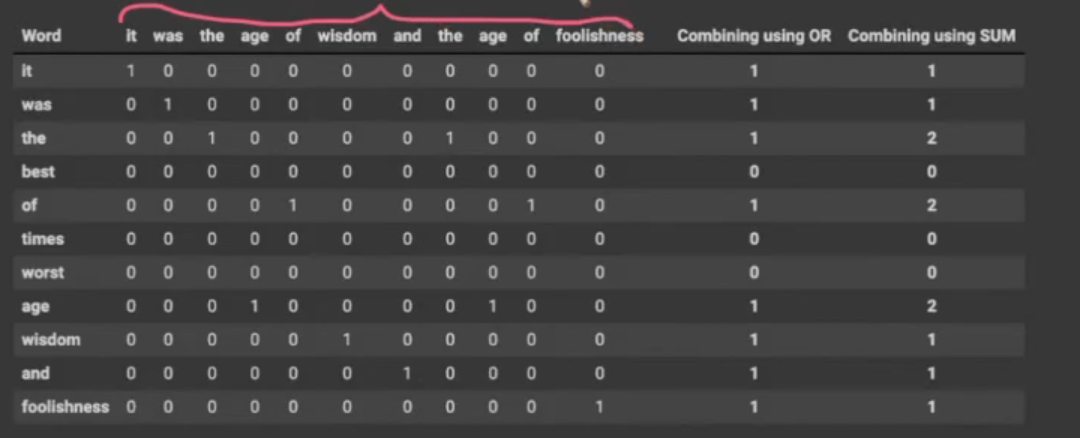 Word it was the age of wisdom and the age of foolishness Combining using OR Combining using SUM
it 1 0 0 0 0 0 0 0 0 0 0 1 1
was 0 1 0 0 0 0 0 0 0 0 0 1 1
the 0 0 1 0 0 0 0 1 0 0 0 1 2
best 0 0 0 0 0 0 0 0 0 0 0 0 0
of 0 0 0 0 1 0 0 0 0 1 0 1 2
times 0 0 0 0 0 0 0 0 0 0 0 0 0
worst 0 0 0 0 0 0 0 0 0 0 0 0 0
age 0 0 0 1 0 0 0 0 1 0 0 1 2
wisdom 0 0 0 0 0 1 0 0 0 0 0 1 1
and 0 0 0 0 0 0 1 0 0 0 0 1 1
foolishness 0 0 0 0 0 0 0 0 0 0 1 1 1